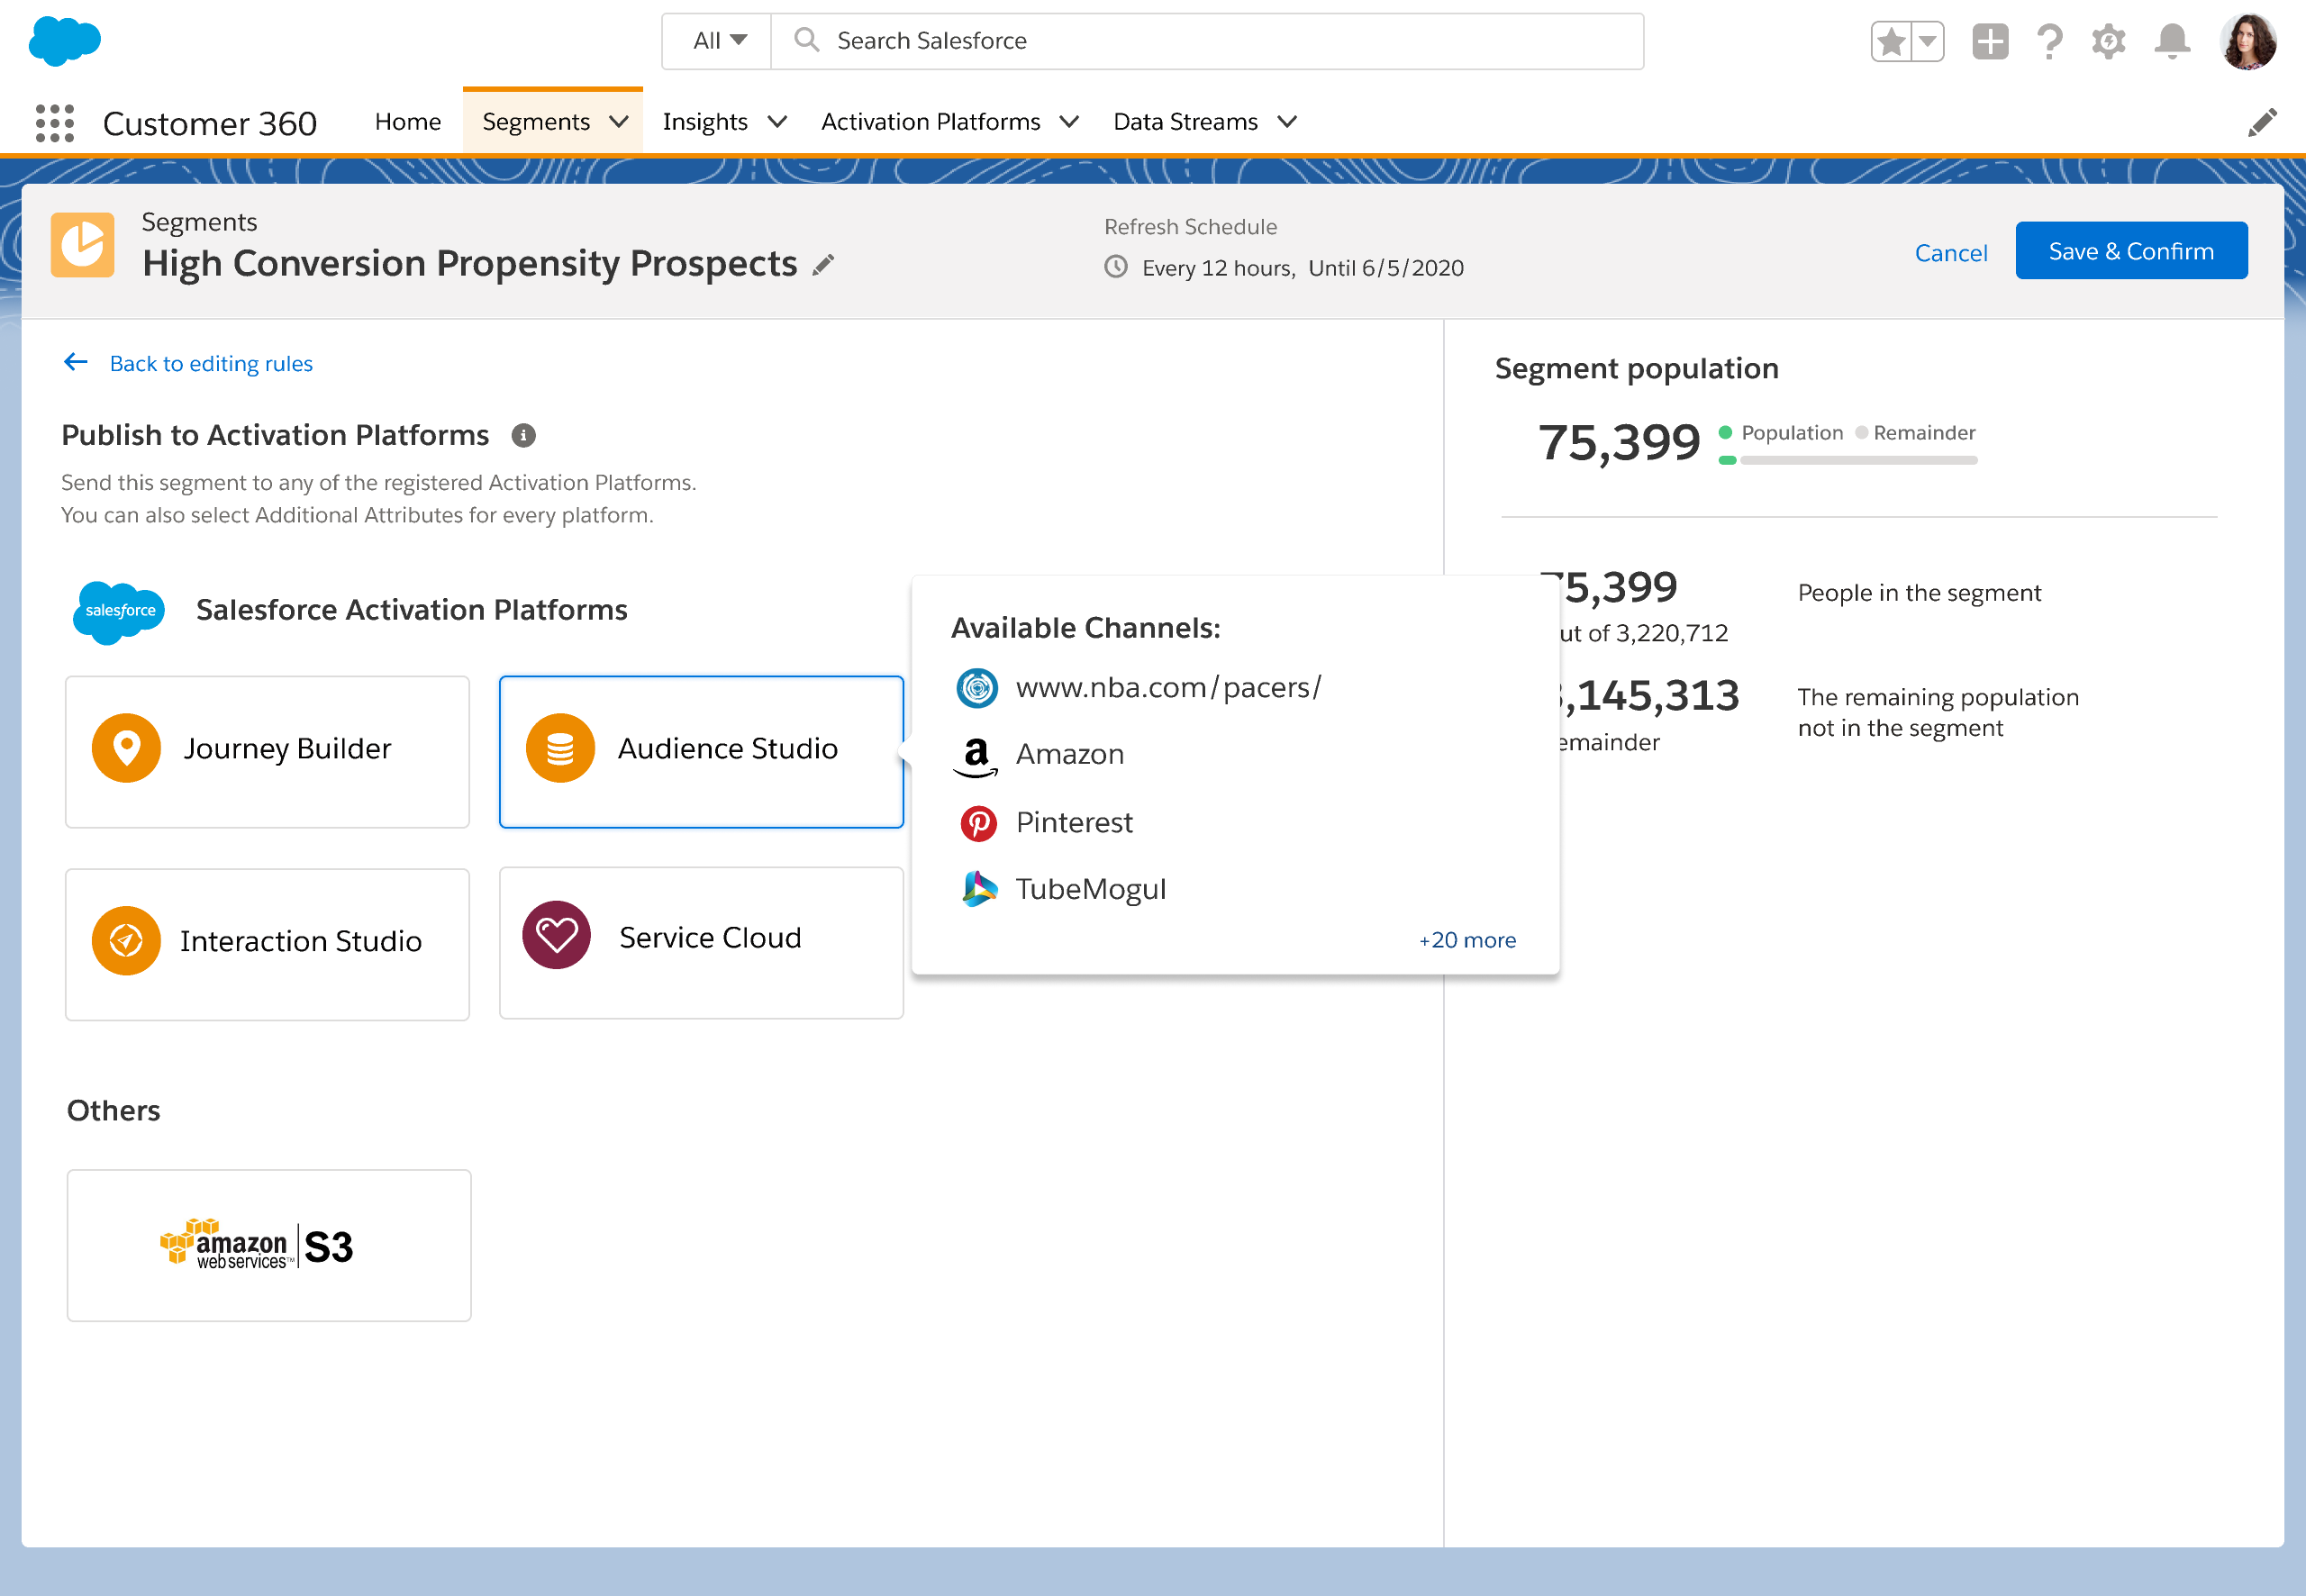 All
Search Salesforce
Customer 360
Home
Segments
Insights
Activation Platforms
Data Streams
Segments
High Conversion Propensity Prospects
Refresh Schedule
Every 12 hours, Until 6/5/2020
Cancel
Save & Confirm
Back to editing rules
Publish to Activation Platforms
Send this segment to any of the registered Activation Platforms.
You can also select Additional Attributes for every platform.
salesforce
Salesforce Activation Platforms
Journey Builder
Audience Studio
Interaction Studio
Service Cloud
Available Channels:
www.nba.com/pacers/
a
Amazon
Pinterest
TubeMogul
+20 more
Others
amazon
web services™
S3
Segment population
75,399
Population
Remainder
5,399
People in the segment
ut of 3,220,712
,145,313
The remaining population
not in the segment
emainder